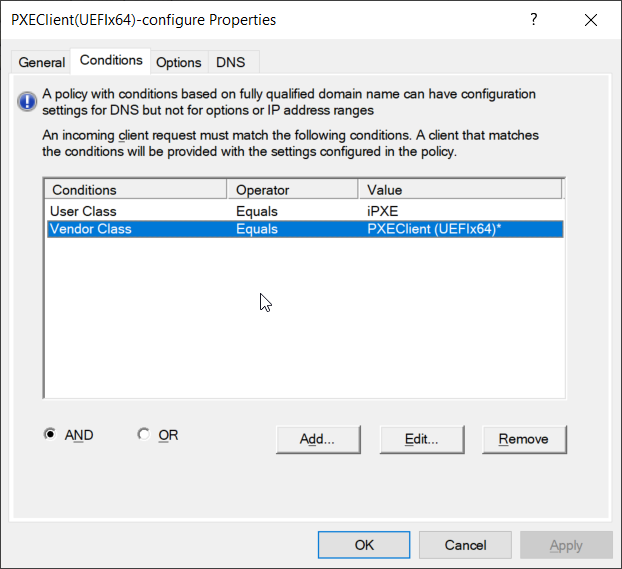 PXEClient(UEFIx64)-configure Properties ? ×
General Conditions Options DNS
A policy with conditions based on fully qualified domain name can have configuration
settings for DNS but not for options or IP address ranges
An incoming client request must match the following conditions. A client that matches
the conditions will be provided with the settings configured in the policy.
Conditions Operator Value
User Class Equals iPXE
Vendor Class Equals PXEClient (UEFIx64)*
AND OR Add... Edit... Remove
OK Cancel Apply